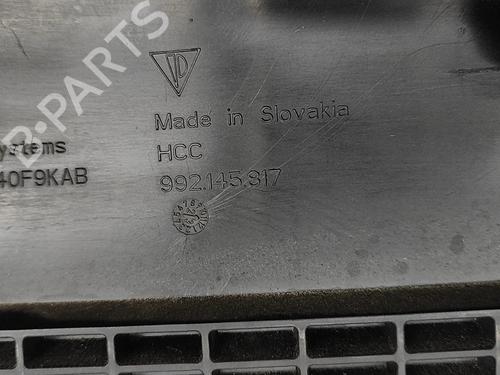 B-PARTS
Made in Slovakia
ystems HCC
40F9KAB 992.145.817